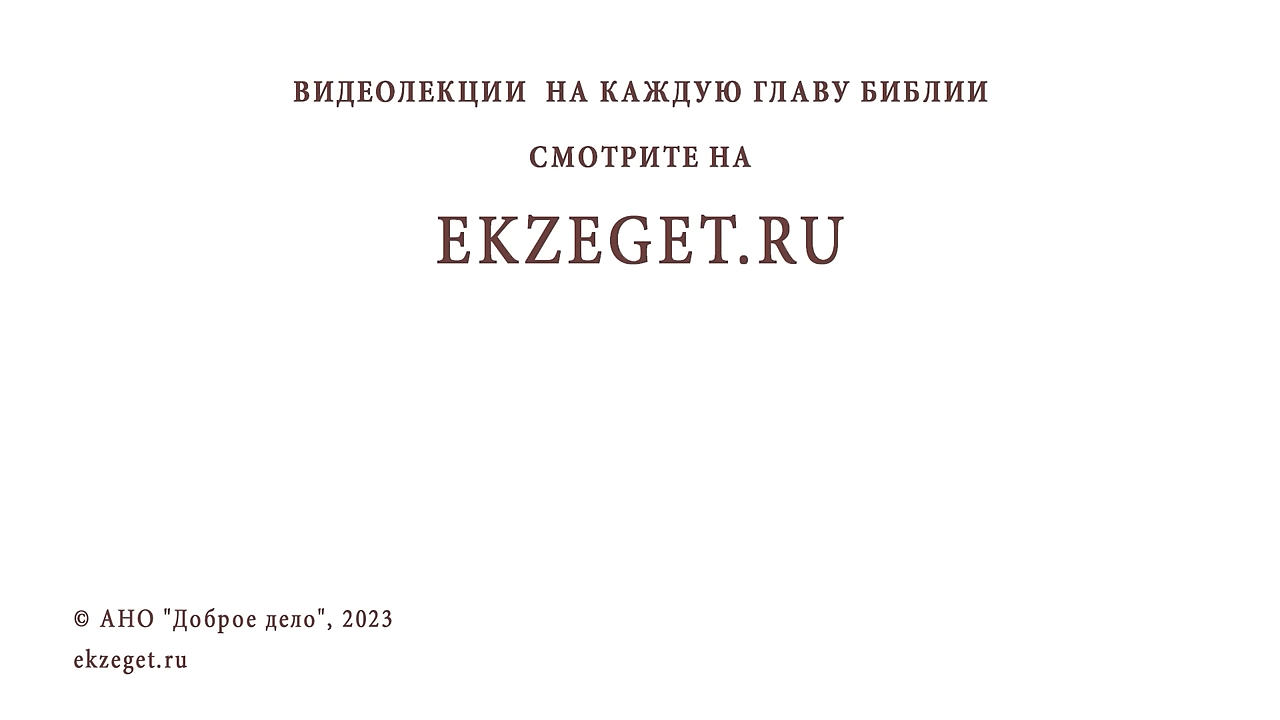 ВИДЕОЛЕКЦИИ НА КАЖДУЮ ГЛАВУ БИБЛИИ
СМОТРИТЕ НА
EKZEGET.RU
© АНО "Доброе дело", 2023
ekzeget.ru